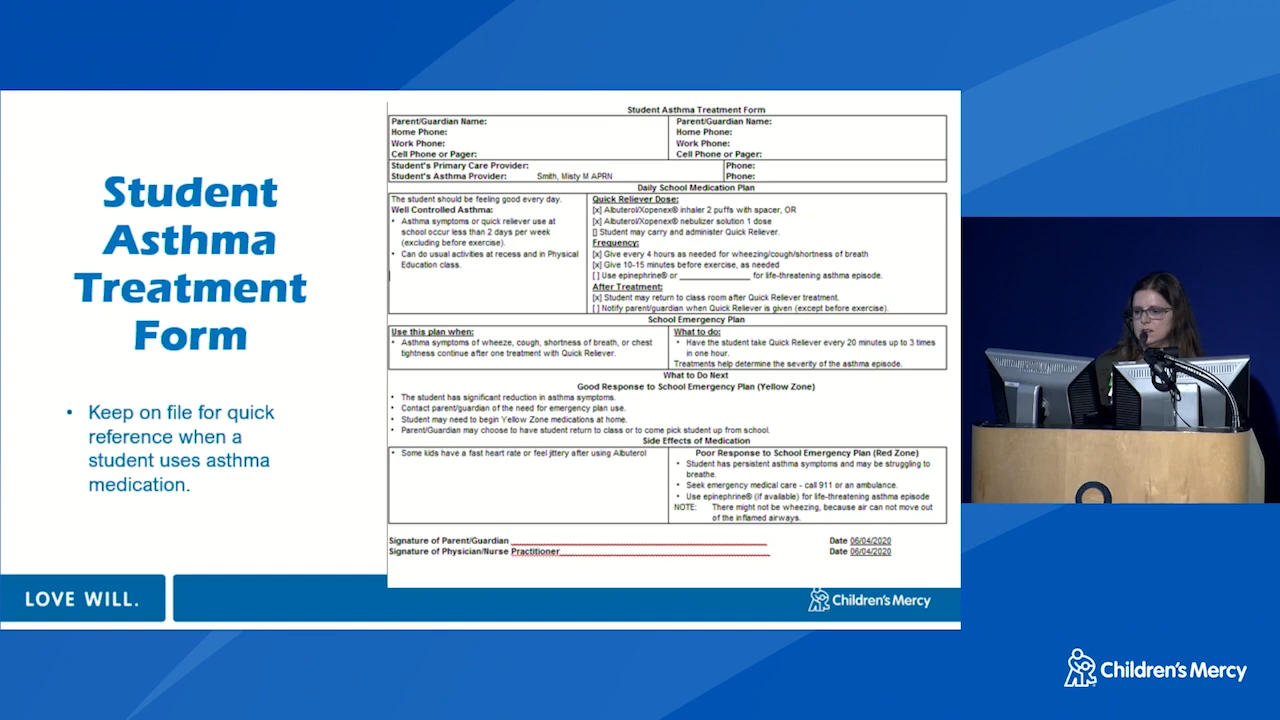 Student
Asthma
Treatment
Form
• Keep on file for quick
reference when a
student uses asthma
medication.
Student Asthma Treatment Form
Parent/Guardian Name:
Home Phone:
Work Phone:
Cell Phone or Pager:
Parent/Guardian Name:
Home Phone:
Work Phone:
Cell Phone or Pager:
Student's Primary Care Provider:
Phone:
Student's Asthma Provider: Smith, Misty M APRN
Phone:
Daily School Medication Plan
The student should be feeling good every day.
Well Controlled Asthma:
• Asthma symptoms or quick reliever use at
school occur less than 2 days per week
(excluding before exercise).
• Can do usual activities at recess and in Physical
Education class.
Quick Reliever Dose:
[x] Albuterol/Xopenex® inhaler 2 puffs with spacer, OR
[x] Albuterol/Xopenex® nebulizer solution 1 dose
[] Student may carry and administer Quick Reliever.
Frequency:
[x] Give every 4 hours as needed for wheezing/cough/shortness of breath
[x] Give 10-15 minutes before exercise, as needed
[ ] Use epinephrine® or ________________ for life-threatening asthma episode.
After Treatment:
[x] Student may return to class room after Quick Reliever treatment.
[ ] Notify parent/guardian when Quick Reliever is given (except before exercise).
School Emergency Plan
Use this plan when:
• Asthma symptoms of wheeze, cough, shortness of breath, or chest
tightness continue after one treatment with Quick Reliever.
What to do:
• Have the student take Quick Reliever every 20 minutes up to 3 times
in one hour.
Treatments help determine the severity of the asthma episode.
What to Do Next
Good Response to School Emergency Plan (Yellow Zone)
• The student has significant reduction in asthma symptoms.
• Contact parent/guardian of the need for emergency plan use.
• Student may need to begin Yellow Zone medications at home.
• Parent/Guardian may choose to have student return to class or to come pick student up from school.
Side Effects of Medication
• Some kids have a fast heart rate or feel jittery after using Albuterol
Poor Response to School Emergency Plan (Red Zone)
• Student has persistent asthma symptoms and may be struggling to
breathe.
• Seek emergency medical care - call 911 or an ambulance.
• Use epinephrine® (if available) for life-threatening asthma episode
NOTE: There might not be wheezing, because air can not move out
of the inflamed airways.
Signature of Parent/Guardian ________________ Date 06/04/2020
Signature of Physician/Nurse Practitioner________________ Date 06/04/2020
LOVE WILL.
Children's Mercy
Children's Mercy